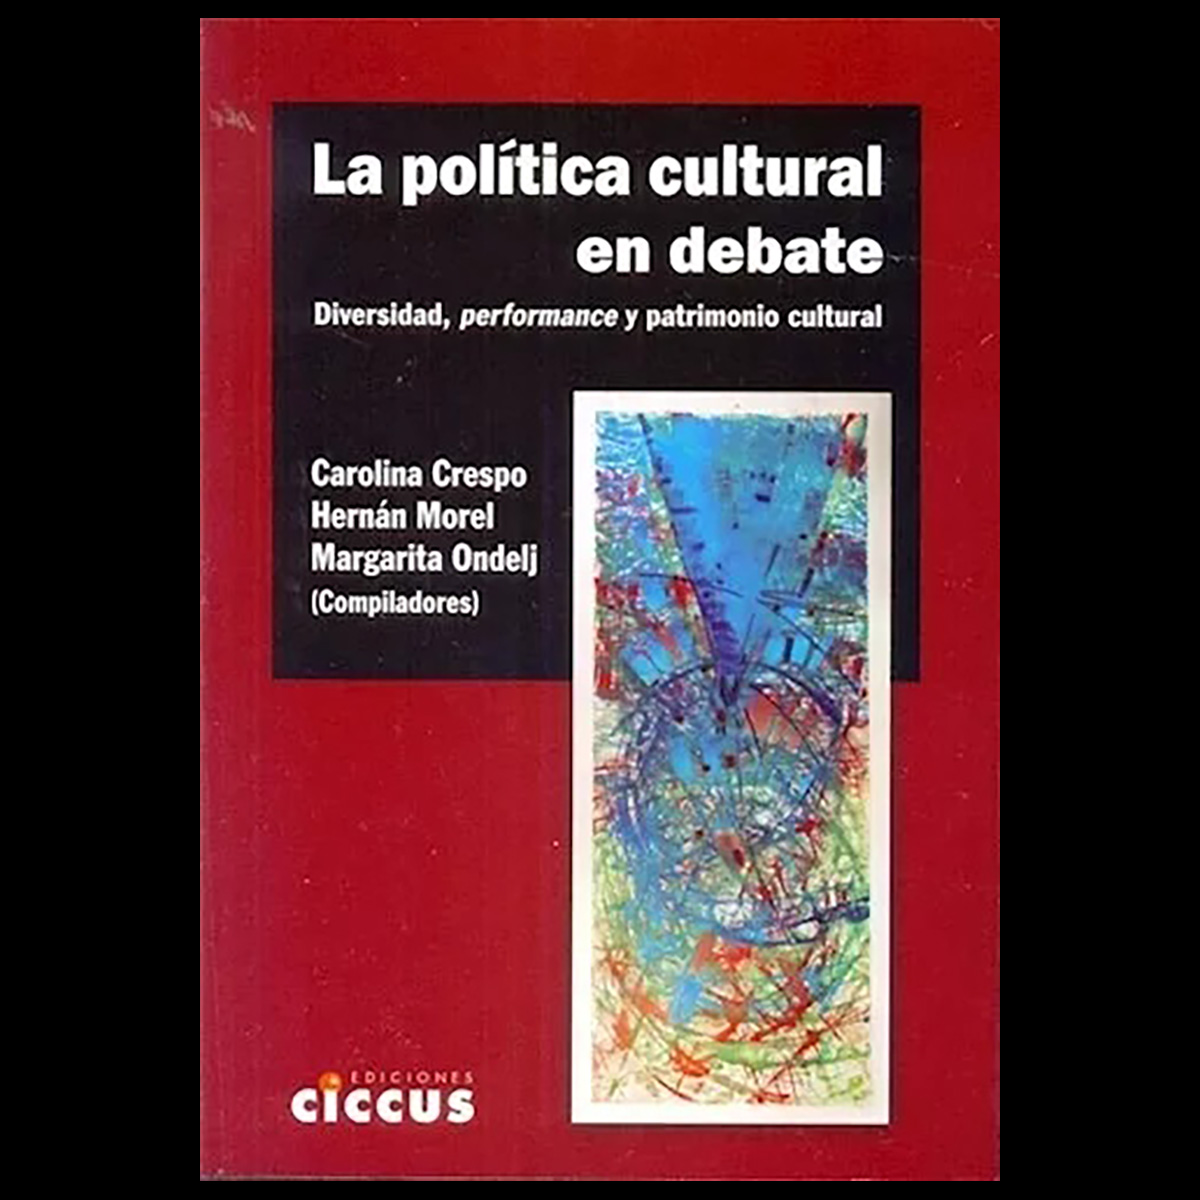 La política cultural
en debate
Diversidad, performance y patrimonio cultural
Carolina Crespo
Hernán Morel
Margarita Ondelj
(Compiladores)
EDICIONES
CICCUS